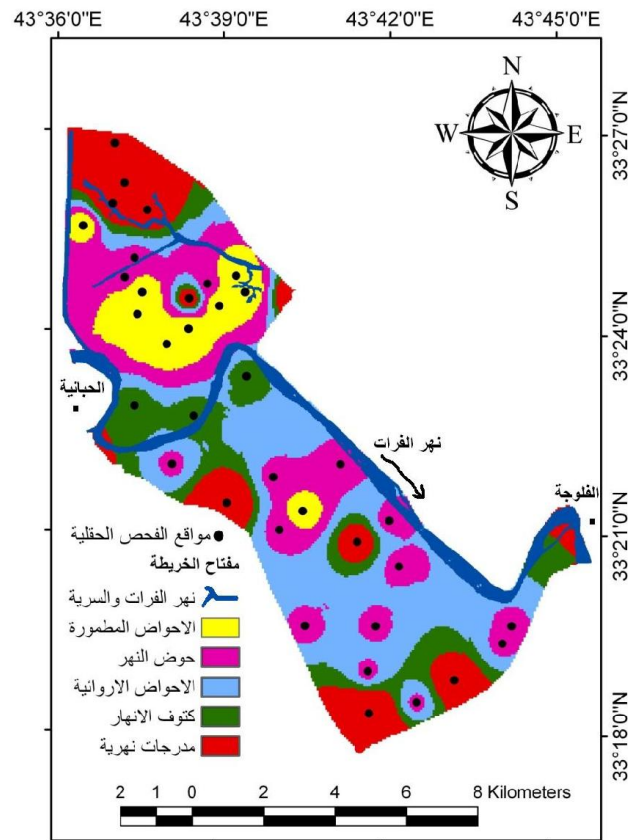 43°36'0"E 43°39'0"E 43°42'0"E 43°45'0"E
N
W E
S
33°27'0"N
33°24'0"N
الحبانية
نهر الفرات
الفلوجة
33°21'0"N
مواقع الفحص الحقلية
مفتاح الخريطة
نهر الفرات والسرية
الاحواض المطمورة
حوض النهر
الاحواض الاروائية
كتوف الانهار
مدرجات نهرية
33°18'0"N
2 1 0 2 4 6 8 Kilometers